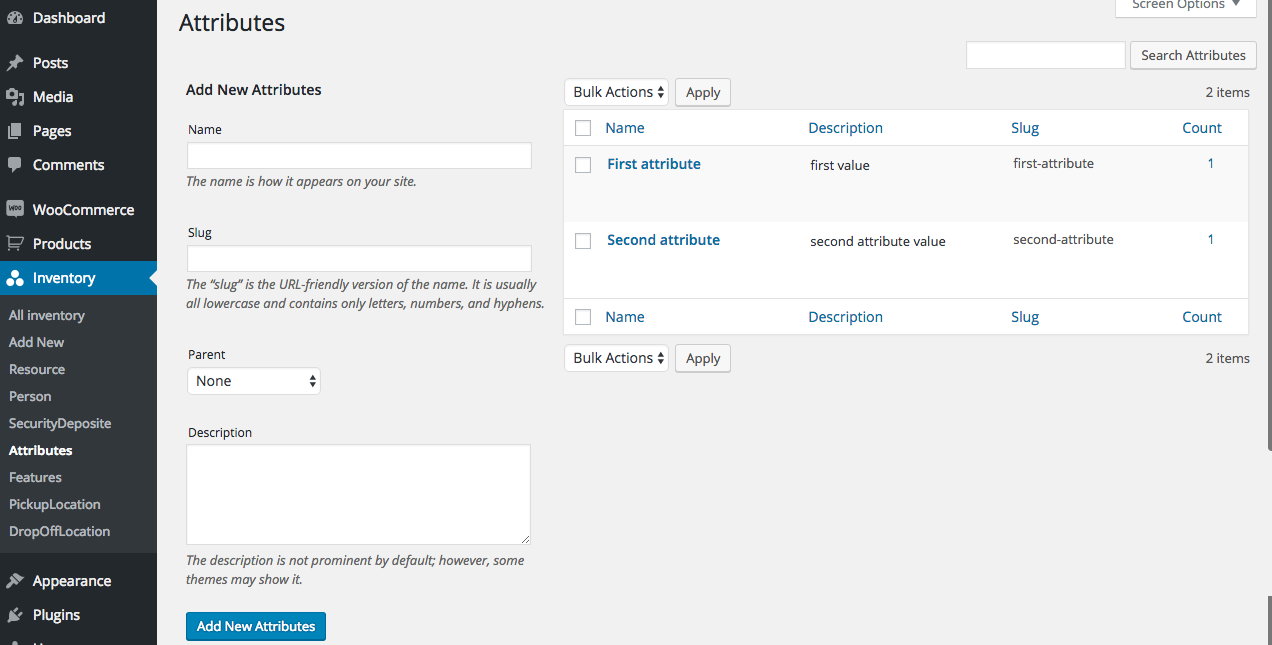 Dashboard
Posts
Media
Pages
Comments
WOO WooCommerce
Products
Inventory
All inventory
Add New
Resource
Person
SecurityDeposite
Attributes
Features
PickupLocation
DropOffLocation
Appearance
Plugins
Attributes
Screen Options
Search Attributes
Add New Attributes
Name
The name is how it appears on your site.
Slug
The “slug” is the URL-friendly version of the name. It is usually
all lowercase and contains only letters, numbers, and hyphens.
Parent
None
Description
The description is not prominent by default; however, some
themes may show it.
Add New Attributes
Bulk Actions Apply 2 items
Name Description Slug Count
First attribute first value first-attribute 1
Second attribute second attribute value second-attribute 1
Name Description Slug Count
Bulk Actions Apply 2 items